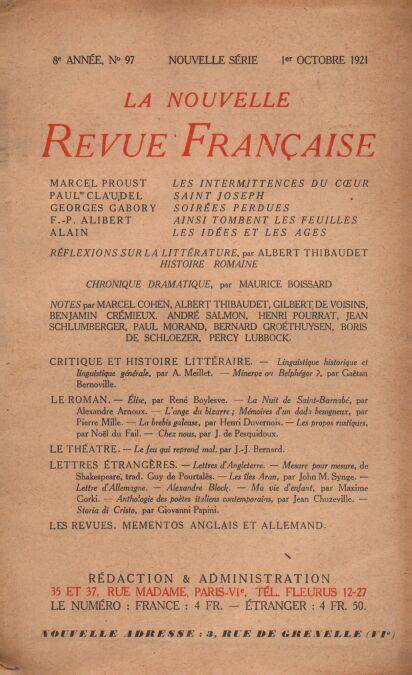 8e ANNÉE, No 97 NOUVELLE SÉRIE 1er OCTOBRE 1921
LA NOUVELLE
REVUE FRANÇAISE
MARCEL PROUST LES INTERMITTENCES DU CŒUR
PAUL CLAUDEL SAINT JOSEPH
GEORGES GABORY SOIRÉES PERDUES
F.-P. ALIBERT AINSI TOMBENT LES FEUILLES
ALAIN LES IDÉES ET LES AGES
RÉFLEXIONS SUR LA LITTÉRATURE, par ALBERT THIBAUDET
HISTOIRE ROMAINE
CHRONIQUE DRAMATIQUE, par MAURICE BOISSARD
NOTES par MARCEL COHEN, ALBERT THIBAUDET, GILBERT DE VOISINS,
BENJAMIN CRÉMIEUX, ANDRÉ SALMON, HENRI POURRAT, JEAN
SCHLUMBERGER, PAUL MORAND, BERNARD GROETHUYSEN, BORIS
DE SCHLOEZER, PERCY LUBBOCK.
CRITIQUE ET HISTOIRE LITTÉRAIRE. — Linguistique historique et
linguistique générale, par A. Meillet. — Minerve ou Belphégor ?, par Gaëtan
Bernoville.
LE ROMAN. — Élise, par René Boylesve. — La Nuit de Saint-Barnabé, par
Alexandre Arnoux. — L'ange du bizarre ; Mémoires d'un dada besogneux, par
Pierre Mille. — La brebis galeuse, par Henri Duvernois. — Les propos rustiques,
par Noël du Fail. — Chez nous, par J. de Pesquidoux.
LE THÉATRE. — Le feu qui reprend mal, par J.-J. Bernard.
LETTRES ÉTRANGÈRES. — Lettres d'Angleterre. — Mesure pour mesure, de
Shakespeare, trad. Guy de Pourtalès. — Les îles Aran, par John M. Synge. —
Lettre d'Allemagne. — Alexandre Block. — Ma vie d'enfant, par Maxime
Gorki. — Anthologie des poètes italiens contemporains, par Jean Chuzeville. —
Storia di Cristo, par Giovanni Papini.
LES REVUES. MEMENTOS ANGLAIS ET ALLEMAND.
RÉDACTION & ADMINISTRATION
35 ET 37, RUE MADAME, PARIS-VIe, TÉL. FLEURUS 12-27
LE NUMÉRO : FRANCE : 4 FR. — ÉTRANGER : 4 FR. 50.
NOUVELLE ADRESSE : 3, RUE DE GRENELLE (VIe)